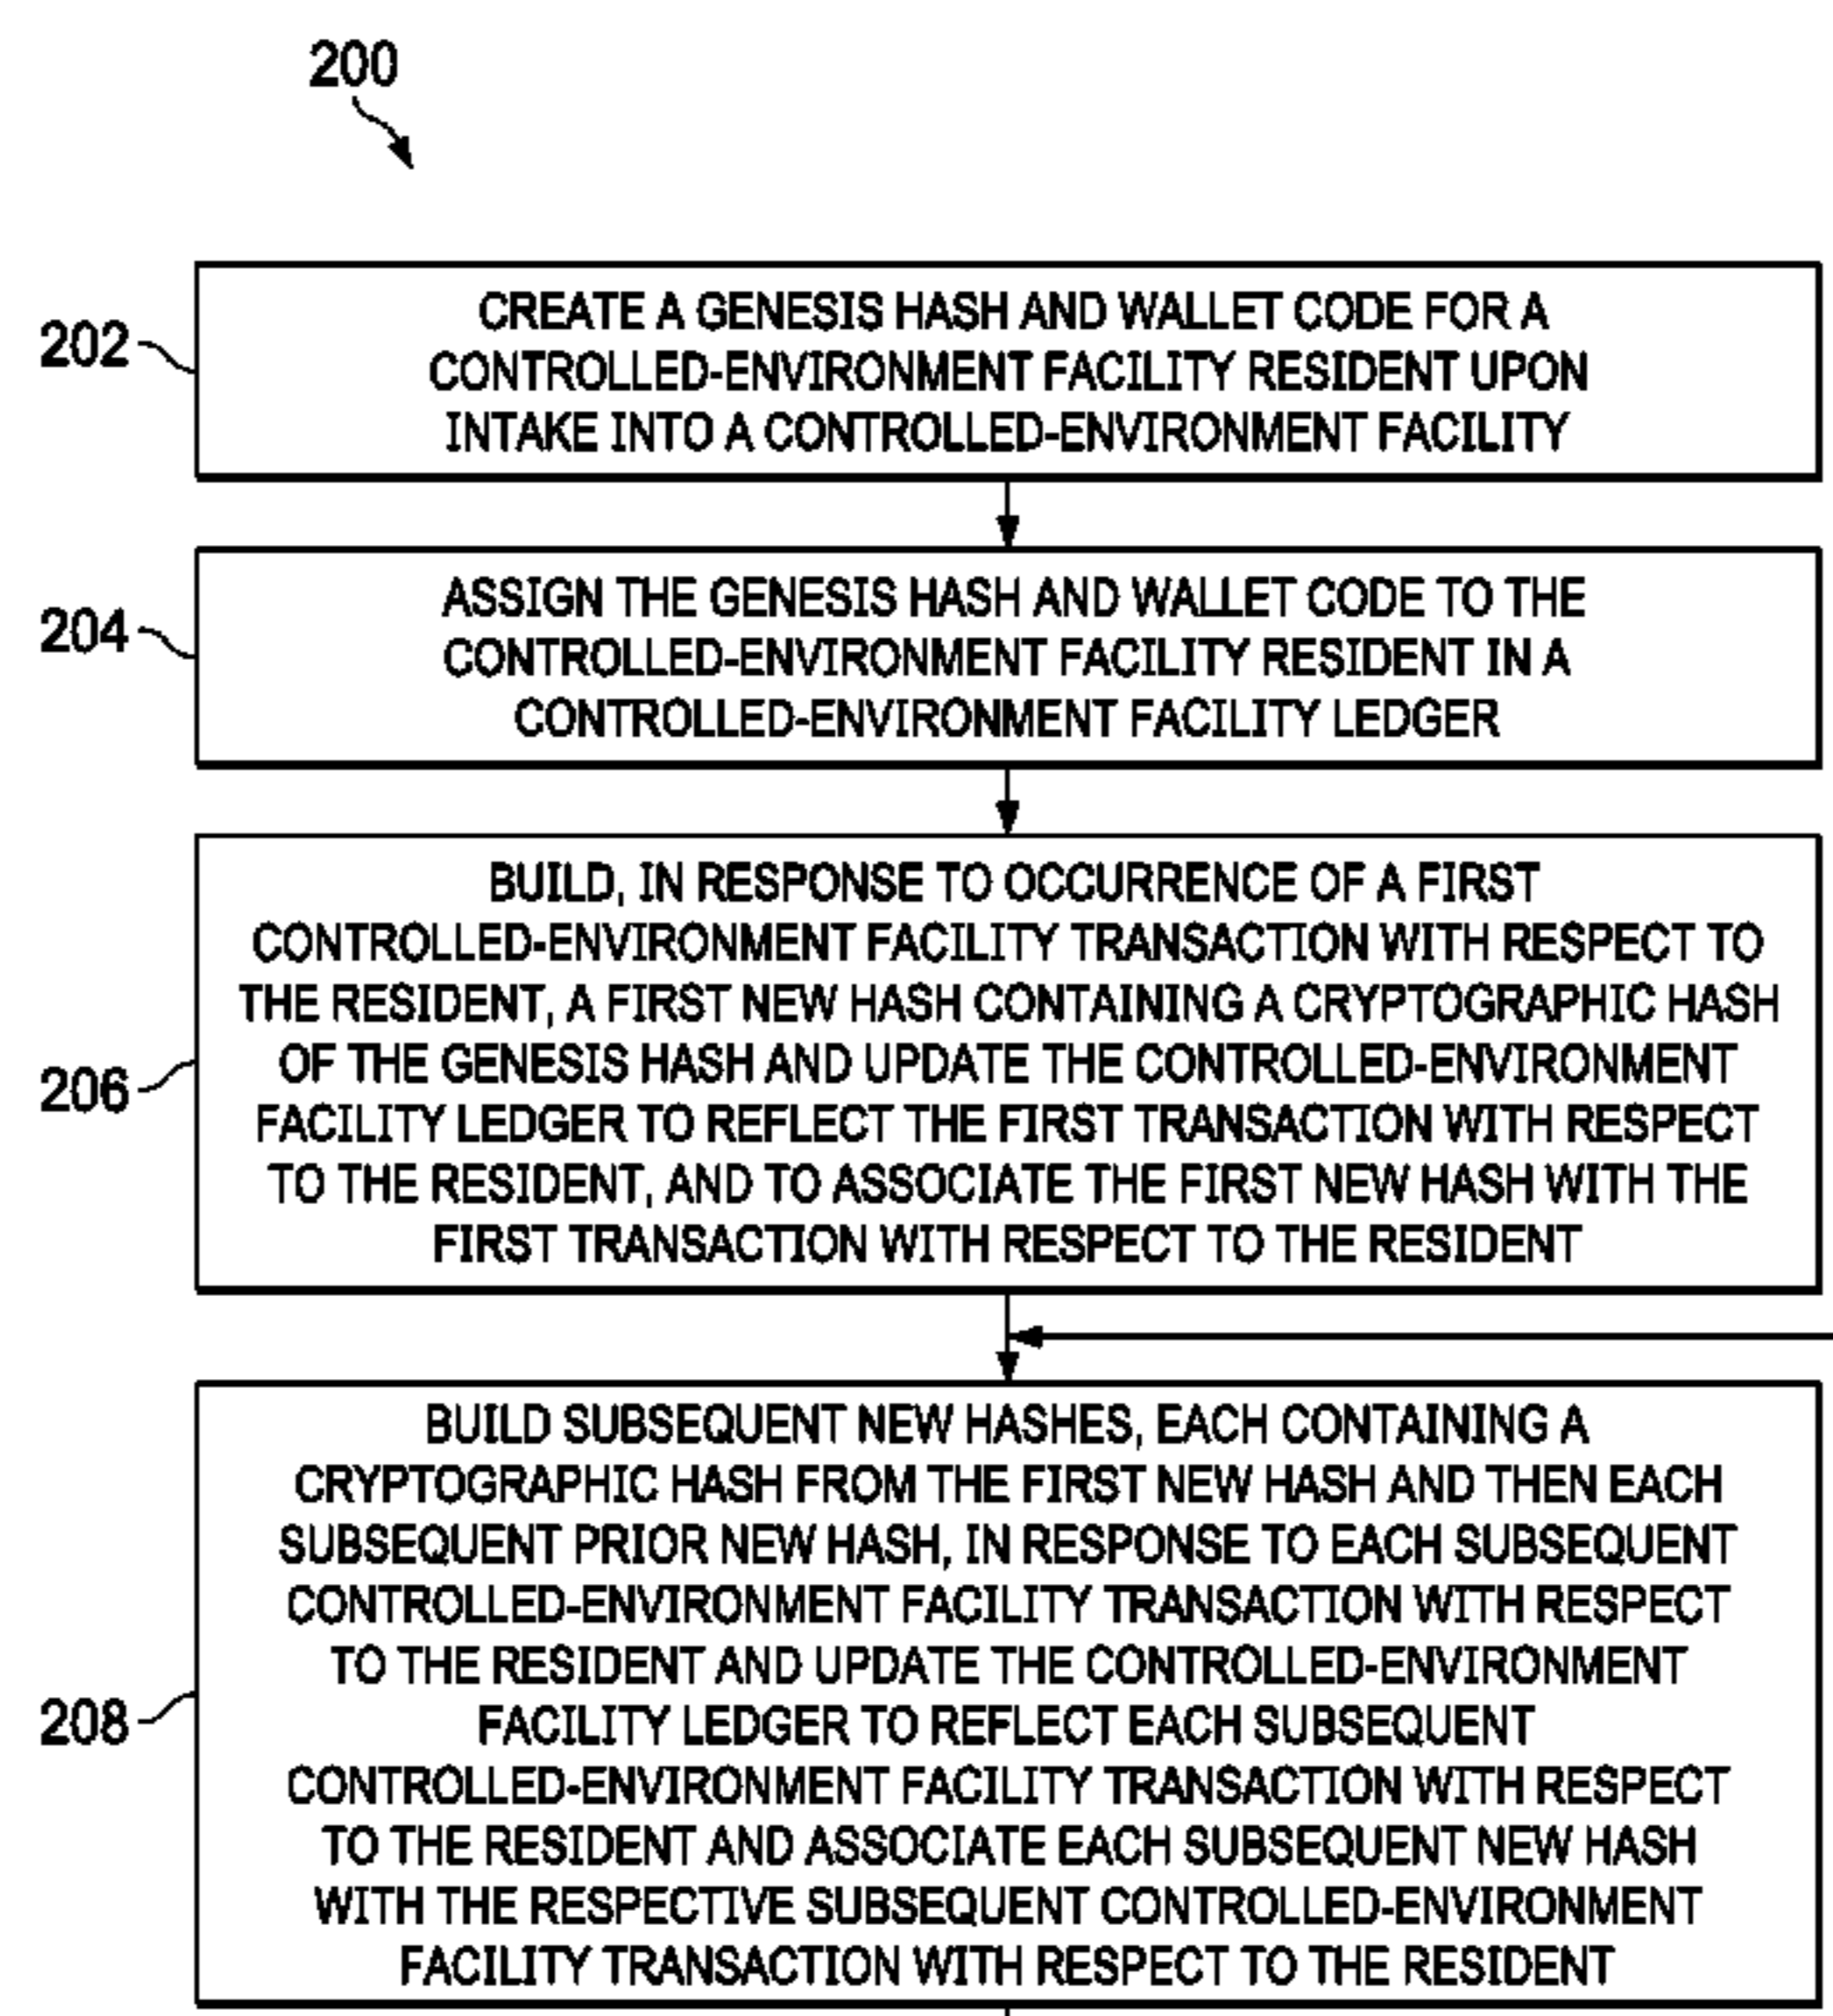 200
202
CREATE A GENESIS HASH AND WALLET CODE FOR A
CONTROLLED-ENVIRONMENT FACILITY RESIDENT UPON
INTAKE INTO A CONTROLLED-ENVIRONMENT FACILITY
204
ASSIGN THE GENESIS HASH AND WALLET CODE TO THE
CONTROLLED-ENVIRONMENT FACILITY RESIDENT IN A
CONTROLLED-ENVIRONMENT FACILITY LEDGER
206
BUILD, IN RESPONSE TO OCCURRENCE OF A FIRST
CONTROLLED-ENVIRONMENT FACILITY TRANSACTION WITH RESPECT TO
THE RESIDENT, A FIRST NEW HASH CONTAINING A CRYPTOGRAPHIC HASH
OF THE GENESIS HASH AND UPDATE THE CONTROLLED-ENVIRONMENT
FACILITY LEDGER TO REFLECT THE FIRST TRANSACTION WITH RESPECT
TO THE RESIDENT, AND TO ASSOCIATE THE FIRST NEW HASH WITH THE
FIRST TRANSACTION WITH RESPECT TO THE RESIDENT
208
BUILD SUBSEQUENT NEW HASHES, EACH CONTAINING A
CRYPTOGRAPHIC HASH FROM THE FIRST NEW HASH AND THEN EACH
SUBSEQUENT PRIOR NEW HASH, IN RESPONSE TO EACH SUBSEQUENT
CONTROLLED-ENVIRONMENT FACILITY TRANSACTION WITH RESPECT
TO THE RESIDENT AND UPDATE THE CONTROLLED-ENVIRONMENT
FACILITY LEDGER TO REFLECT EACH SUBSEQUENT
CONTROLLED-ENVIRONMENT FACILITY TRANSACTION WITH RESPECT
TO THE RESIDENT AND ASSOCIATE EACH SUBSEQUENT NEW HASH
WITH THE RESPECTIVE SUBSEQUENT CONTROLLED-ENVIRONMENT
FACILITY TRANSACTION WITH RESPECT TO THE RESIDENT